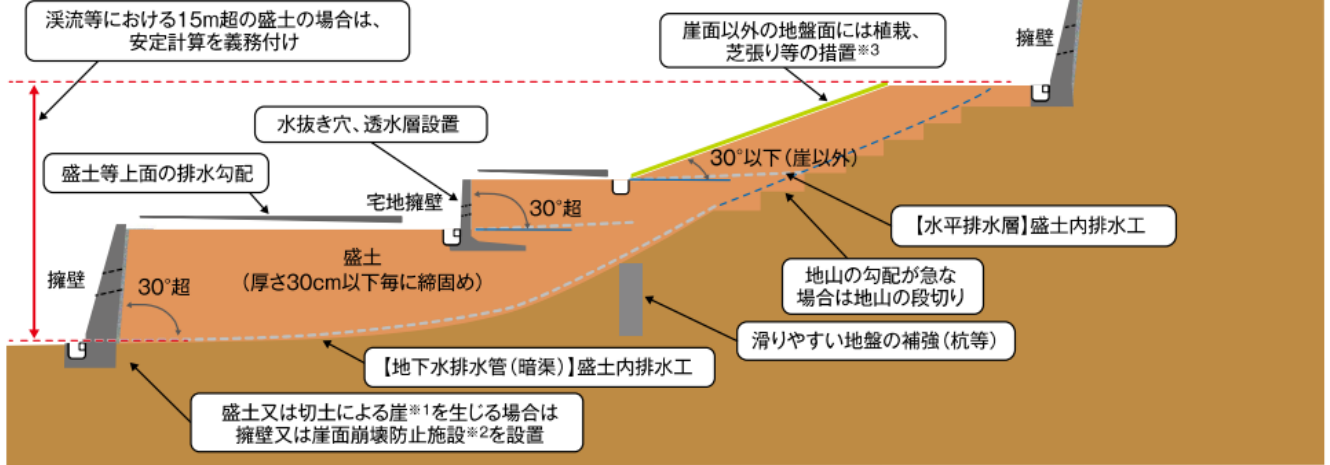 渓流等における15m超の盛土の場合は、
安定計算を義務付け
崖面以外の地盤面には植栽、
芝張り等の措置※3
擁壁
水抜き穴、透水層設置
盛土等上面の排水勾配
30°以下(崖以外)
宅地擁壁
30°超
【水平排水層】盛土内排水工
盛土
(厚さ30cm以下毎に締固め)
擁壁
30°超
地山の勾配が急な
場合は地山の段切り
滑りやすい地盤の補強(杭等)
【地下水排水管(暗渠)】盛土内排水工
盛土又は切土による崖※1を生じる場合は
擁壁又は崖面崩壊防止施設※2を設置